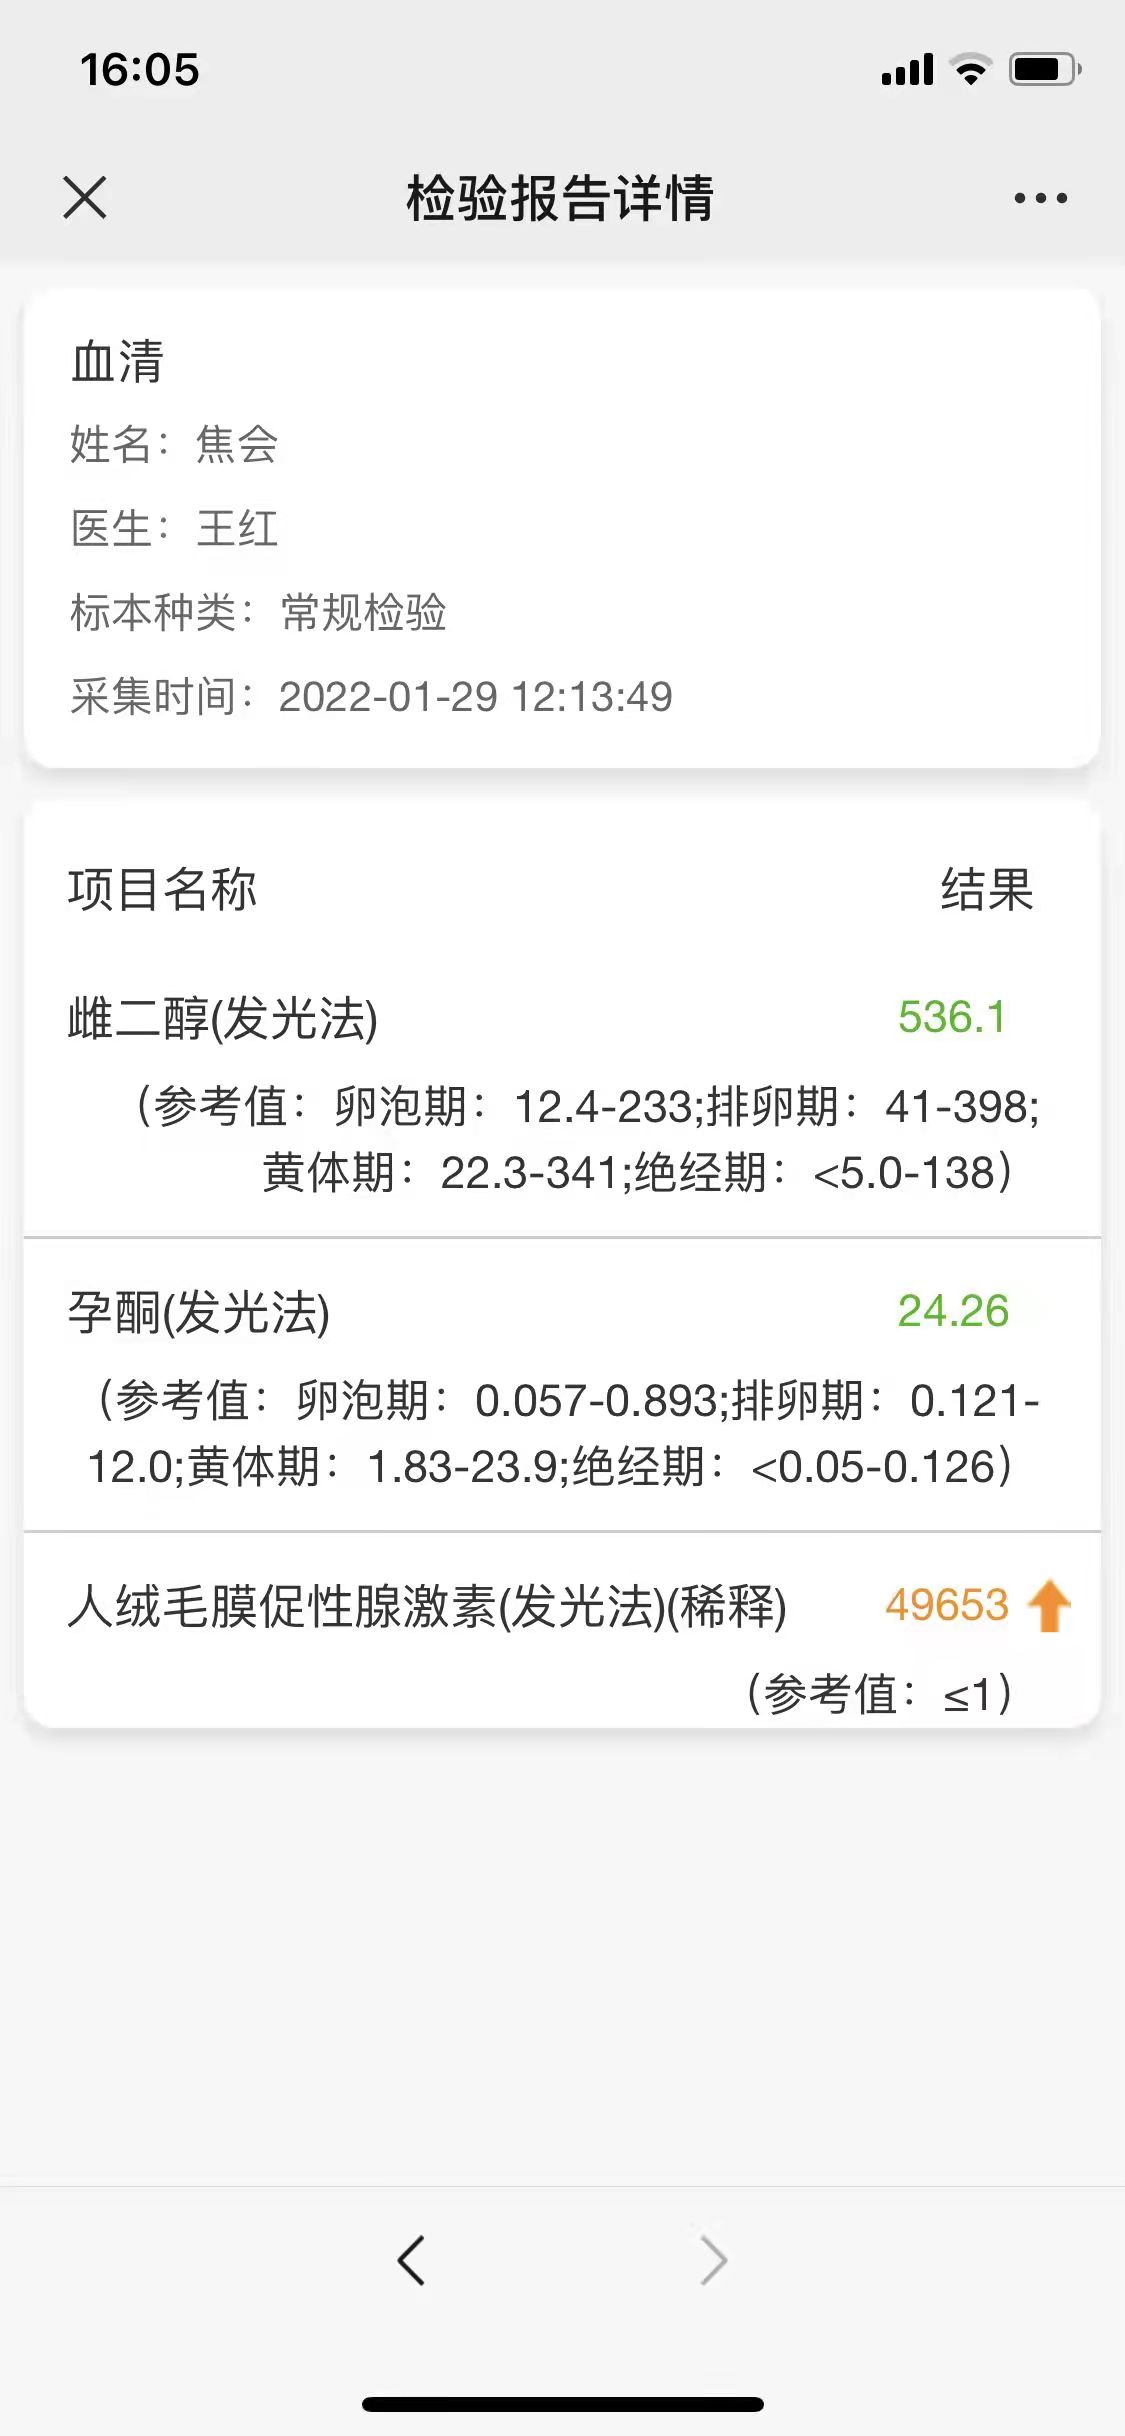 16:05
检验报告详情
血清
姓名：焦会
医生：王红
标本种类：常规检验
采集时间：2022-01-29 12:13:49
项目名称 结果
雌二醇(发光法) 536.1
（参考值：卵泡期：12.4-233;排卵期：41-398;
黄体期：22.3-341;绝经期：<5.0-138）
孕酮(发光法) 24.26
（参考值：卵泡期：0.057-0.893;排卵期：0.121-
12.0;黄体期：1.83-23.9;绝经期：<0.05-0.126）
人绒毛膜促性腺激素(发光法)(稀释) 49653
（参考值：≤1）